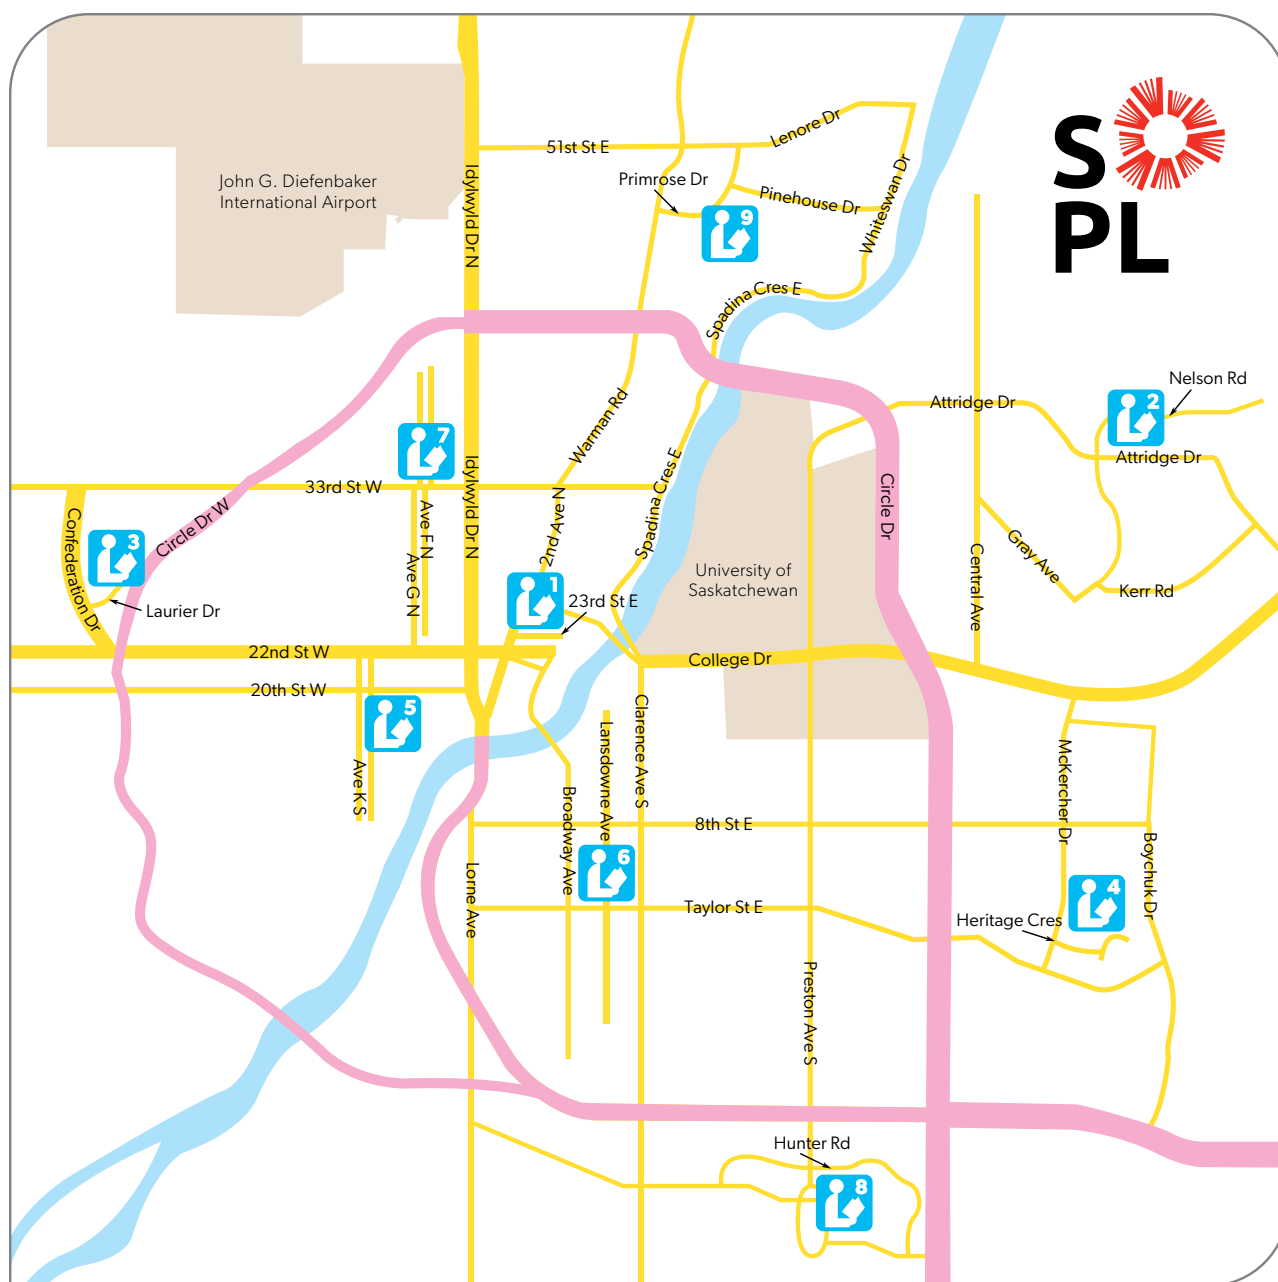 S
PL
Lenore Dr
51st St E
Primrose Dr
Pinehouse Dr
Whiteswan Dr
John G. Diefenbaker
International Airport
Idylwyld Dr N
9
Spadina Cres E
Nelson Rd
2
Attridge Dr
Attridge Dr
Warman Rd
7
33rd St W
Idylwyld Dr N
Spadina Cres E
Circle Dr
Circle Dr W
Confederation Dr
3
Ave F N
Ave G N
2nd Ave N
Gray Ave
Central Ave
Kerr Rd
University of
Saskatchewan
Laurier Dr
1
23rd St E
22nd St W
College Dr
20th St W
5
Ave K S
Lansdowne Ave
Clarence Ave S
Broadway Ave
McKercher Dr
8th St E
Boychuk Dr
6
Lorne Ave
4
Taylor St E
Heritage Cres
Preston Ave S
Hunter Rd
8